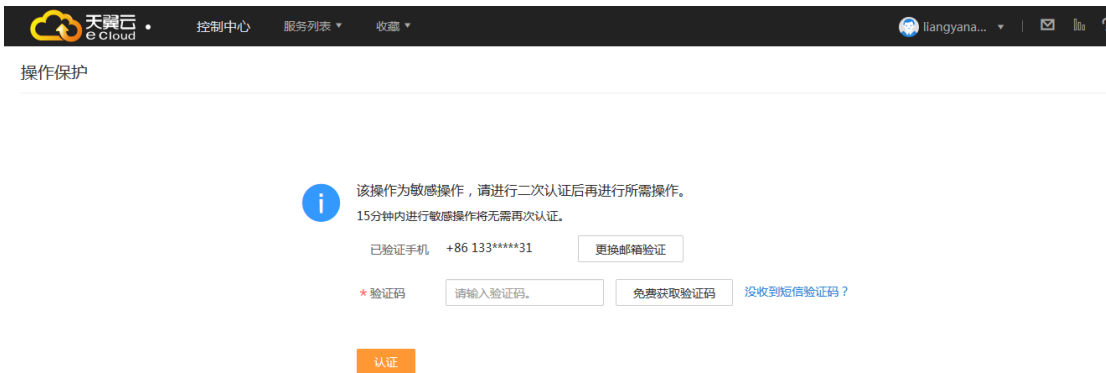 天翼云
e Cloud
控制中心 服务列表 收藏 liangyana...
操作保护
该操作为敏感操作，请进行二次认证后再进行所需操作。
15分钟内进行敏感操作将无需再次认证。
已验证手机 +86 133*****31 更换邮箱验证
* 验证码 请输入验证码。 免费获取验证码 没收到短信验证码？
认证